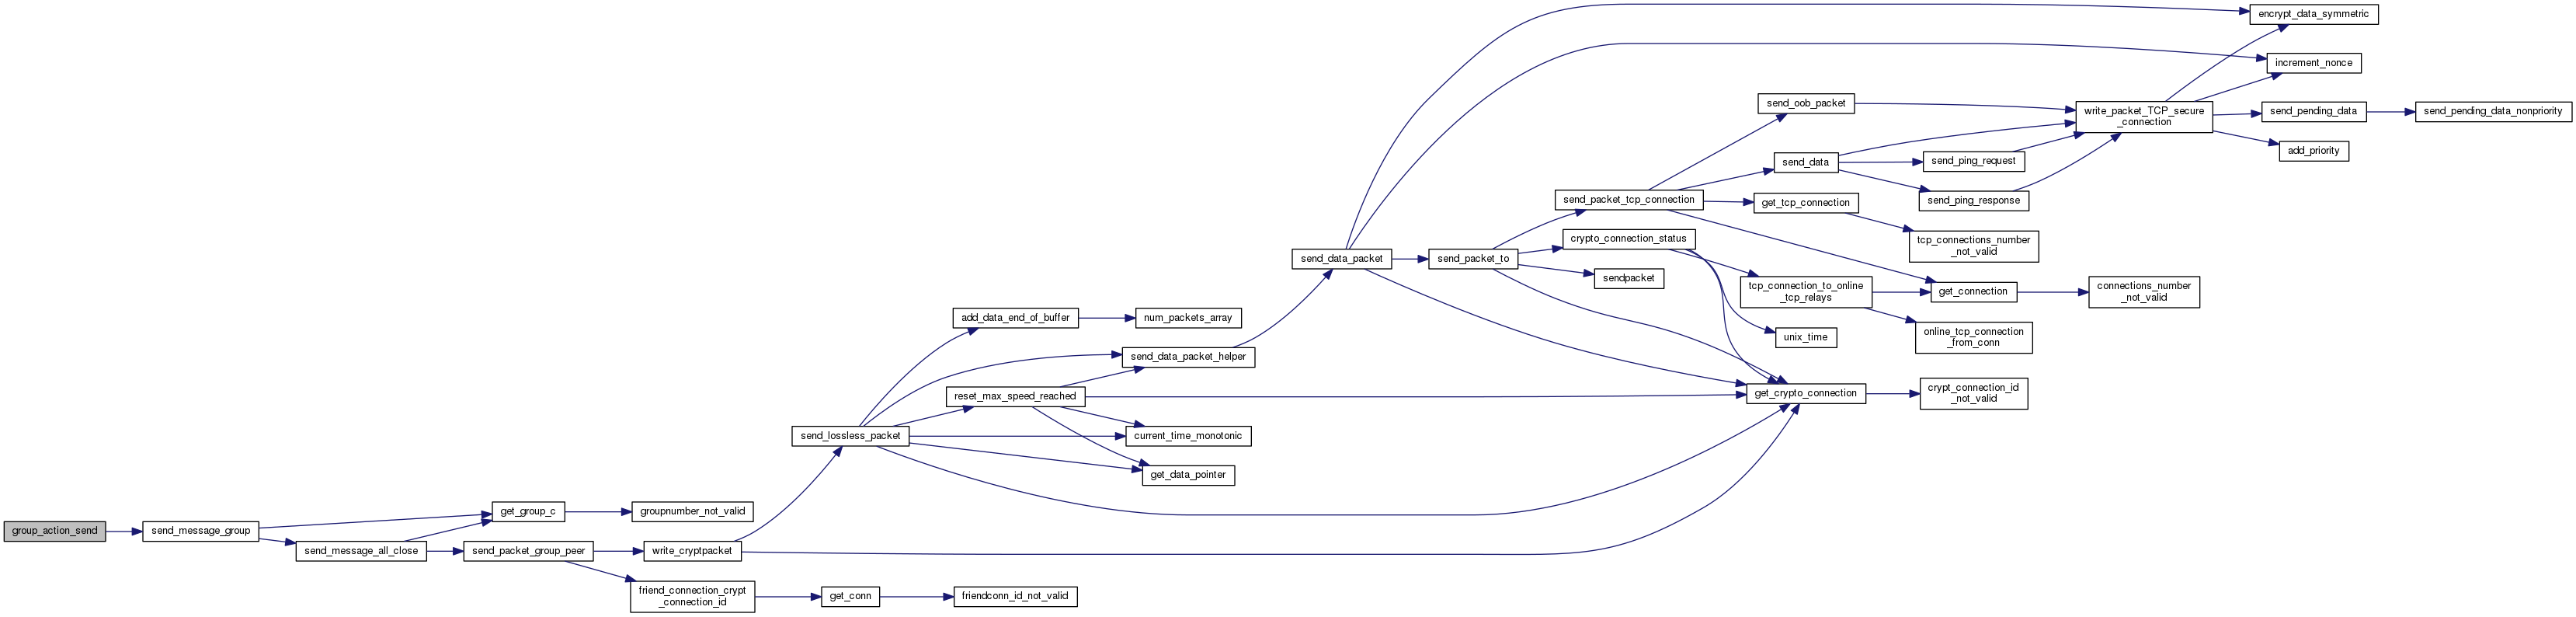 group_action_send
send_message_group
get_group_c
groupnumber_not_valid
send_message_all_close
send_packet_group_peer
write_cryptpacket
friend_connection_crypt
_connection_id
get_conn
friendconn_id_not_valid
send_lossless_packet
add_data_end_of_buffer
num_packets_array
send_data_packet_helper
reset_max_speed_reached
current_time_monotonic
get_data_pointer
send_data_packet
send_packet_to
send_packet_tcp_connection
crypto_connection_status
sendpacket
send_oob_packet
send_data
get_tcp_connection
tcp_connection_to_online
_tcp_relays
unix_time
get_crypto_connection
send_ping_request
send_ping_response
tcp_connections_number
_not_valid
get_connection
online_tcp_connection
_from_conn
crypt_connection_id
_not_valid
write_packet_TCP_secure
_connection
connections_number
_not_valid
encrypt_data_symmetric
increment_nonce
send_pending_data
add_priority
send_pending_data_nonpriority